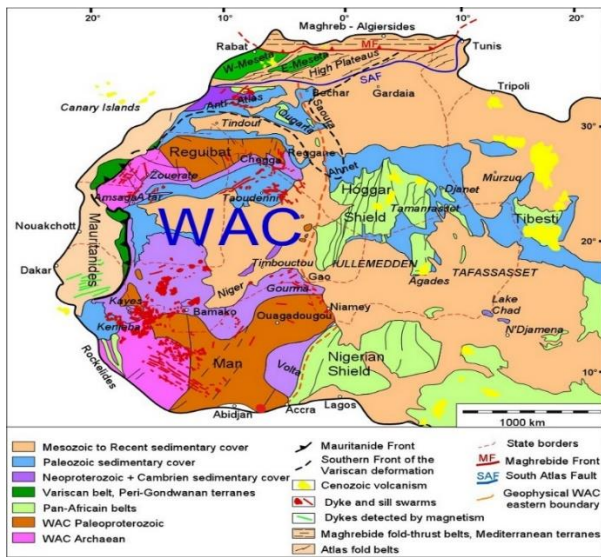 20°
10°
0°
10°
20°
Maghreb - Algiersides
Rabat
MF
Tunis
W-Meseta
E-Meseta
High Plateaus
SAF
Tripoli
Canary Islands
Anti
Atlas
Bechar
Gardaia
Saoura
Ougarta
30°
Tindouf
Reguibat
Chegga
Reggane
Ahnet
Zouerate
Hoggar
Shield
Djanet
Murzuq
Amsaga
Atar
Taoudenni
Tamanrasset
Tibesti
WAC
Nouakchott
Mauritanides
Timbouctou
IULLEMEDDEN
TAFASSASSET
20°
Dakar
Gao
Agades
Niger
Gourma
Lake
Chad
Kayes
Niamey
Bamako
Ouagadougou
N'Djamena
Kenieba
Man
Volta
Nigerian
Shield
10°
Rockelides
Abidjan
Accra
Lagos
1000 km
Mesozoic to Recent sedimentary cover
Paleozoic sedimentary cover
Neoproterozoic + Cambrien sedimentary cover
Variscan belt, Peri-Gondwanan terranes
Pan-Africain belts
WAC Paleoproterozoic
WAC Archaean
Mauritanide Front
Southern Front of the
Variscan deformation
Cenozoic volcanism
Dyke and sill swarms
Dykes detected by magnetism
Maghrebide fold-thrust belts, Mediterranean terranes
Atlas fold belts
State borders
MF Maghrebide Front
SAF South Atlas Fault
Geophysical WAC
eastern boundary